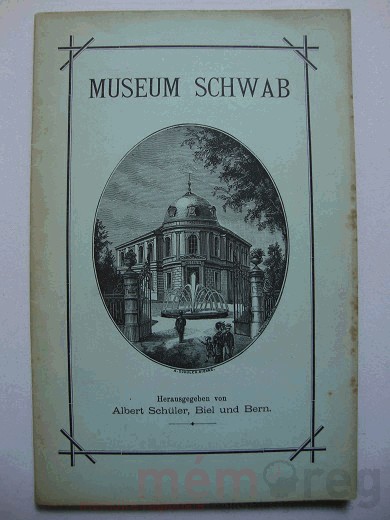 MUSEUM SCHWAB
Herausgegeben von
Albert Schüler, Biel und Bern.
mémoreg